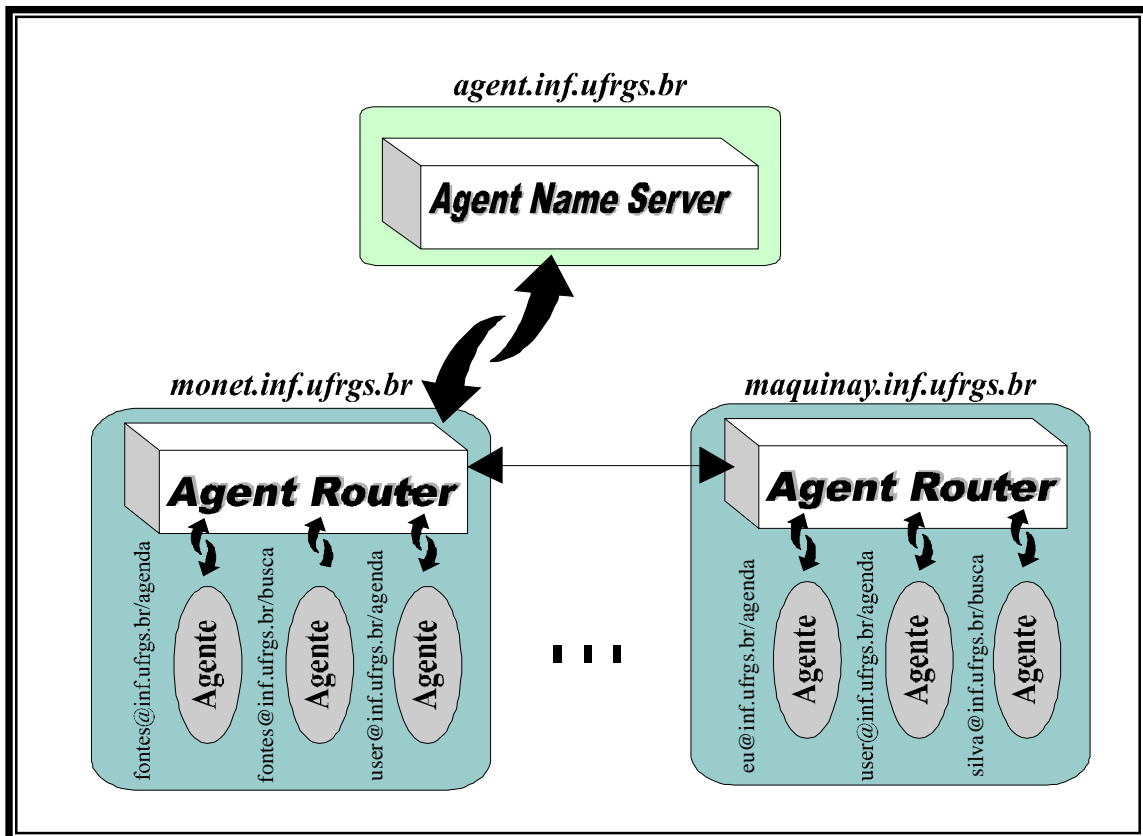 agent.inf.ufrgs.br
Agent Name Server
monet.inf.ufrgs.br
maquinay.inf.ufrgs.br
Agent Router
Agent Router
fontes@inf.ufrgs.br/agenda
Agente
fontes@inf.ufrgs.br/busca
Agente
user@inf.ufrgs.br/agenda
Agente
...
eu@inf.ufrgs.br/agenda
Agente
user@inf.ufrgs.br/agenda
Agente
silva@inf.ufrgs.br/busca
Agente